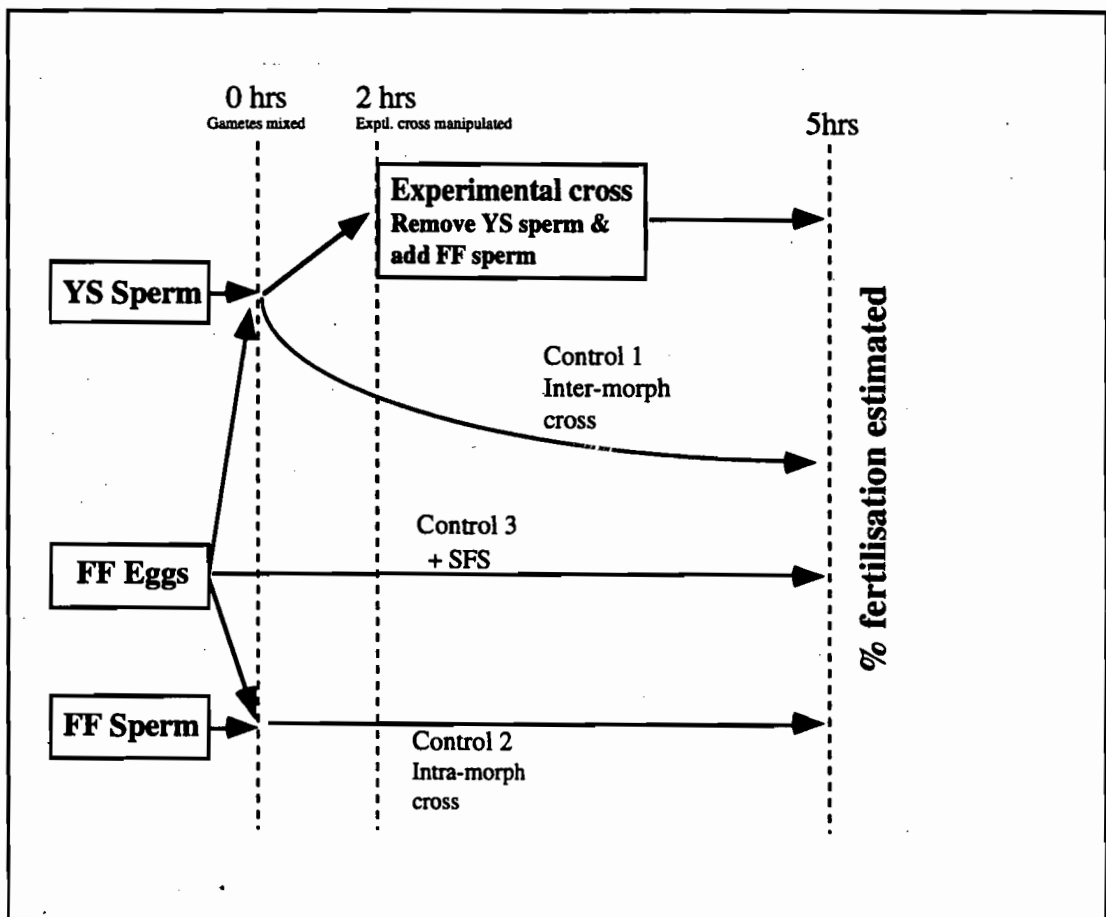 0 hrs
Gametes mixed
2 hrs
Exptl. cross manipulated
5hrs
Experimental cross
Remove YS sperm &
add FF sperm
YS Sperm
Control 1
Inter-morph
cross
Control 3
+ SFS
FF Eggs
FF Sperm
Control 2
Intra-morph
cross
% fertilisation estimated